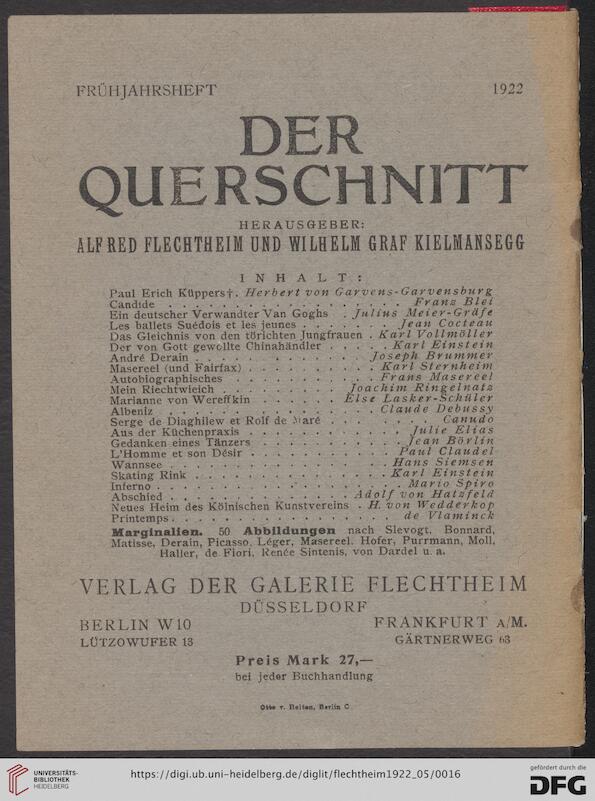 FRÜHJAHRSHEFT 1922
DER
QUERSCHNITT
HERAUSGEBER:
ALFRED FLECHTHEIM UND WILHELM GRAF KIELMANSEGG
INHALT:
Paul Erich Küppers†. Herbert von Garvens-Garvensburg
Candide . . . . . . . . . . . . . . . . . . Franz Blei
Ein deutscher Verwandter Van Goghs . Julius Meier-Gräfe
Les ballets Suédois et les jeunes . . . . . . . Jean Cocteau
Das Gleichnis von den törichten Jungfrauen . Karl Vollmöller
Der von Gott gewollte Chinahändler . . . . . Karl Einstein
André Derain . . . . . . . . . . . . . Joseph Brummer
Masereel (und Fairfax) . . . . . . . . . . Karl Sternheim
Autobiographisches . . . . . . . . . . . Frans Masereel
Mein Riechtwieich . . . . . . . . . . Joachim Ringelnatz
Marianne von Wereffkin . . . . . . . Else Lasker-Schüler
Albeniz . . . . . . . . . . . . . . . . Claude Debussy
Serge de Diaghilew et Rolf de Maré . . . . . . . Canudo
Aus der Küchenpraxis . . . . . . . . . . . . Julie Elias
Gedanken eines Tänzers . . . . . . . . . . . Jean Börlin
L'Homme et son Désir . . . . . . . . . . . Paul Claudel
Wannsee . . . . . . . . . . . . . . . . . Hans Siemsen
Skating Rink . . . . . . . . . . . . . . . Karl Einstein
Inferno . . . . . . . . . . . . . . . . . . Mario Spiro
Abschied . . . . . . . . . . . . . . Adolf von Hatzfeld
Neues Heim des Kölnischen Kunstvereins . H. von Wedderkop
Printemps . . . . . . . . . . . . . . . . . de Vlaminck
Marginalien. 50 Abbildungen nach Slevogt, Bonnard,
Matisse, Derain, Picasso, Léger, Masereel, Hofer, Purrmann, Moll,
Haller, de Fiori, Renée Sintenis, von Dardel u. a.
VERLAG DER GALERIE FLECHTHEIM
DÜSSELDORF
BERLIN W10 FRANKFURT A/M.
LÜTZOWUFER 13 GÄRTNERWEG 63
Preis Mark 27,—
bei jeder Buchhandlung
Otto v. Holten, Berlin C
UNIVERSITÄTS-
BIBLIOTHEK
HEIDELBERG
https://digi.ub.uni-heidelberg.de/diglit/flechtheim1922_05/0016
gefördert durch die
DFG